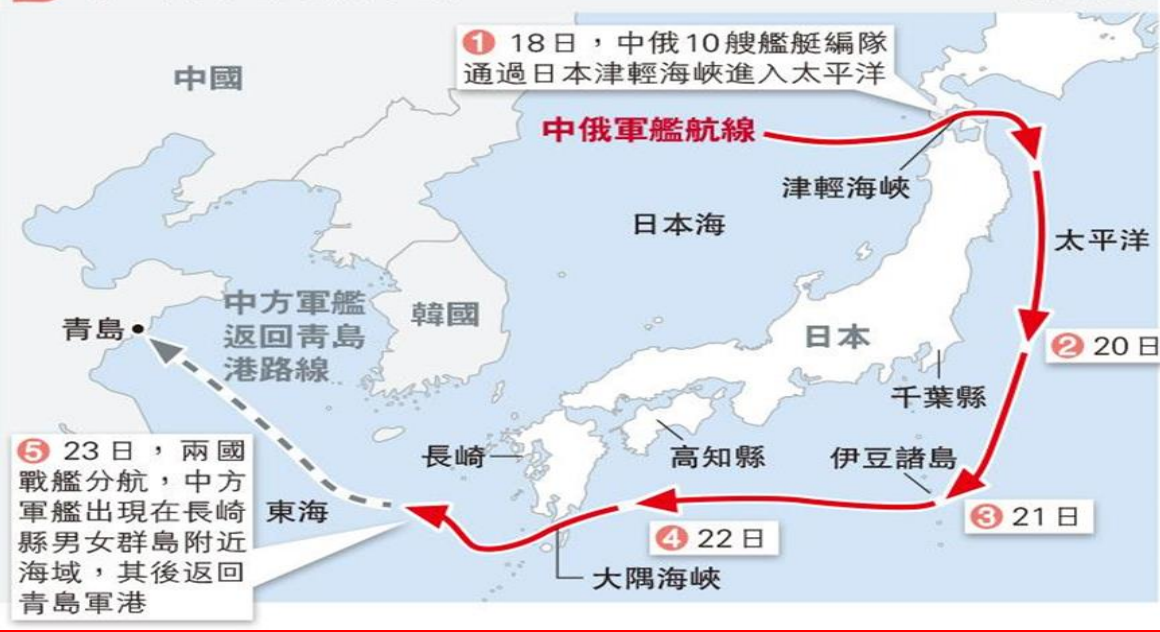 ❶ 18日，中俄10艘艦艇編隊
通過日本津輕海峽進入太平洋
中國
中俄軍艦航線
津輕海峽
日本海
太平洋
中方軍艦
返回青島
港路線
韓國
青島
日本
❷ 20日
千葉縣
長崎
高知縣
伊豆諸島
❺ 23日，兩國
戰艦分航，中方
軍艦出現在長崎
縣男女群島附近
海域，其後返回
青島軍港
東海
❸ 21日
❹ 22日
大隅海峽